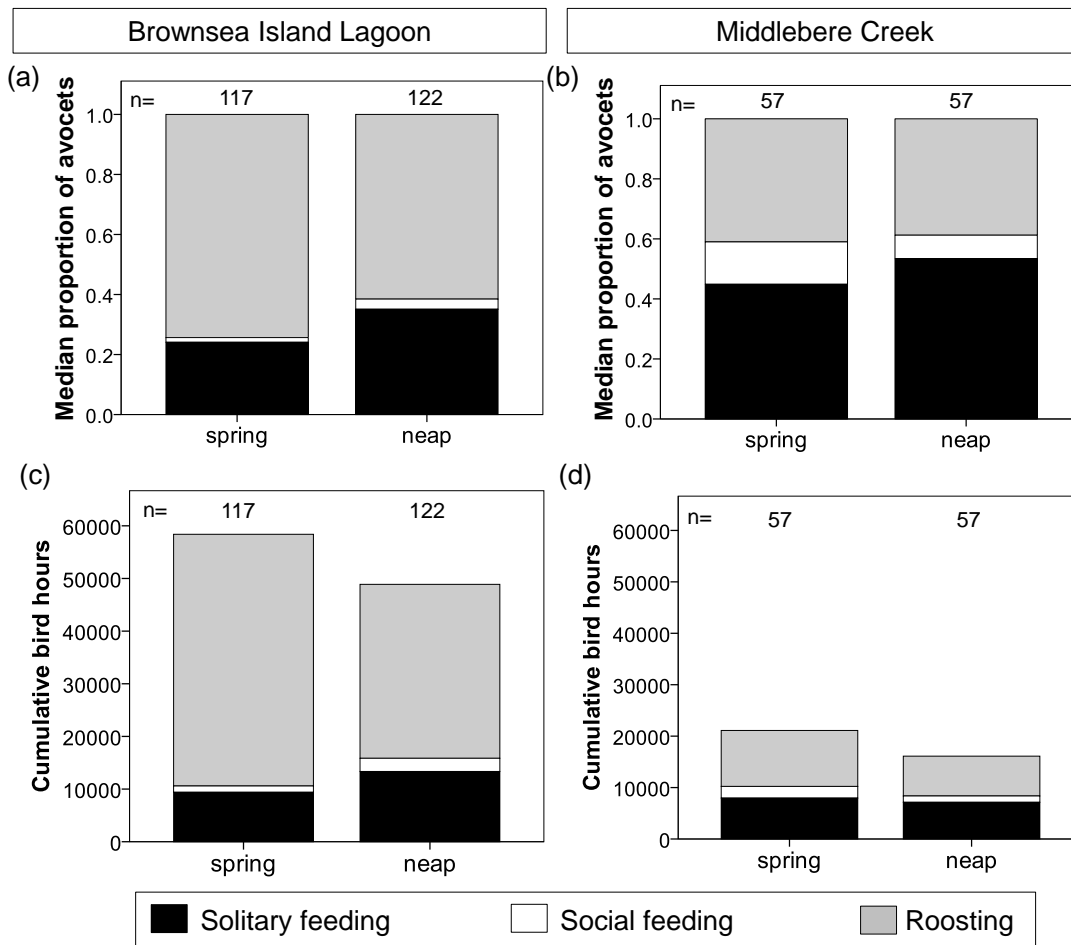 Brownsea Island Lagoon
Middlebere Creek
(a)
n= 117 122
Median proportion of avocets
1.0
0.8
0.6
0.4
0.2
0.0
spring neap
(b)
n= 57 57
Median proportion of avocets
1.0
0.8
0.6
0.4
0.2
0.0
spring neap
(c)
n= 117 122
Cumulative bird hours
60000
50000
40000
30000
20000
10000
0
spring neap
(d)
n= 57 57
Cumulative bird hours
60000
50000
40000
30000
20000
10000
0
spring neap
Solitary feeding Social feeding Roosting